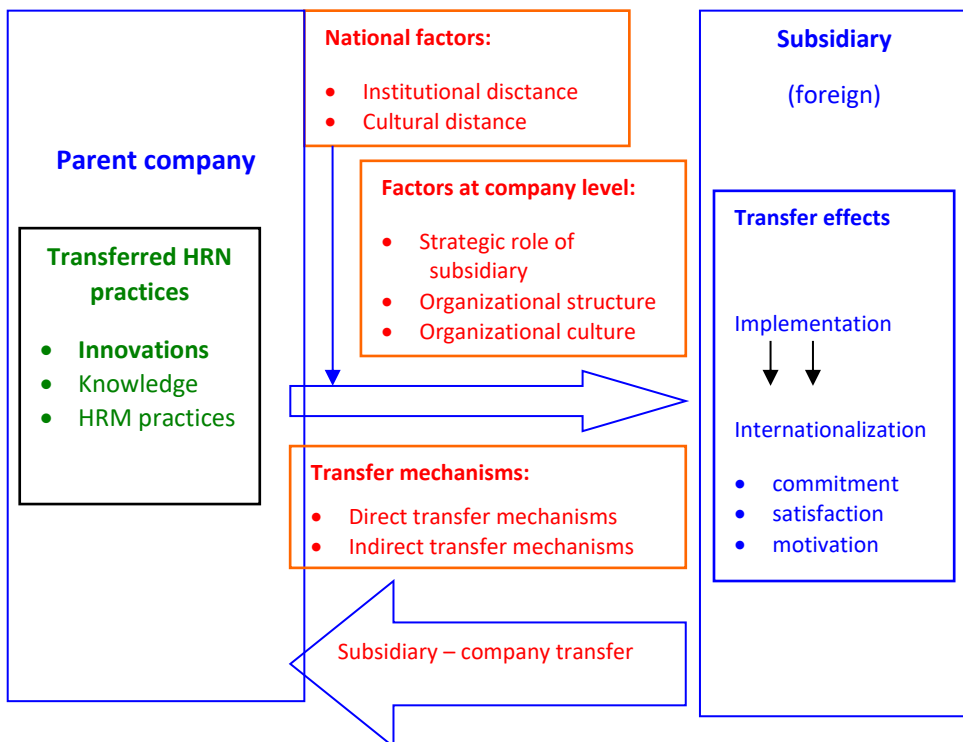 Parent company
Transferred HRN
practices
• Innovations
• Knowledge
• HRM practices
National factors:
• Institutional disctance
• Cultural distance
Factors at company level:
• Strategic role of
subsidiary
• Organizational structure
• Organizational culture
Transfer mechanisms:
• Direct transfer mechanisms
• Indirect transfer mechanisms
Subsidiary – company transfer
Subsidiary
(foreign)
Transfer effects
Implementation
Internationalization
• commitment
• satisfaction
• motivation